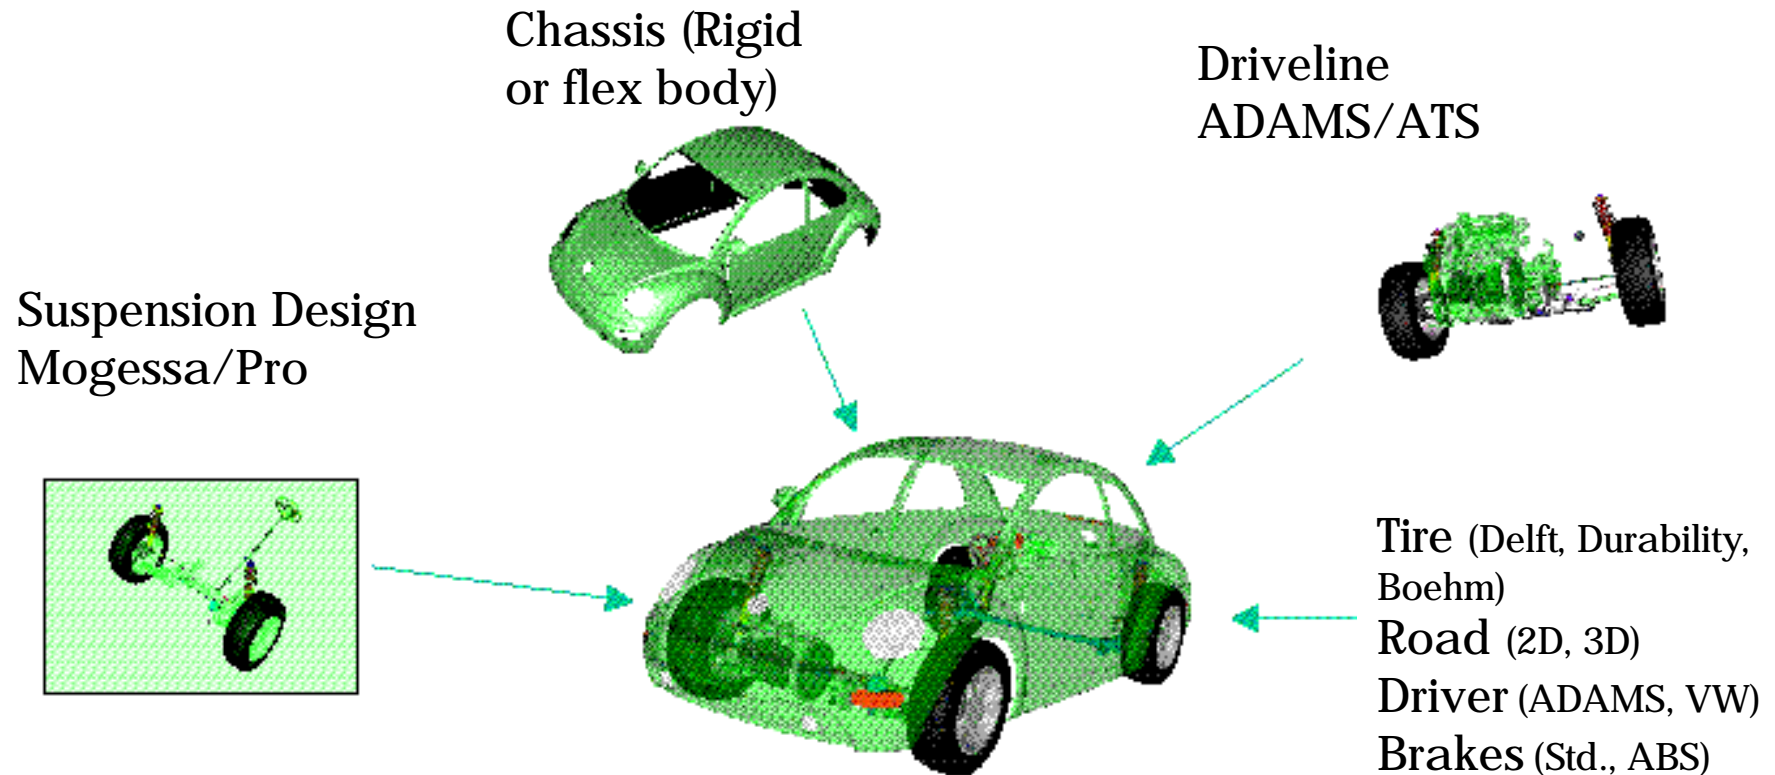 Chassis (Rigid
or flex body)
Driveline
ADAMS/ATS
Suspension Design
Mogessa/Pro
Tire (Delft, Durability,
Boehm)
Road (2D, 3D)
Driver (ADAMS, VW)
Brakes (Std., ABS)